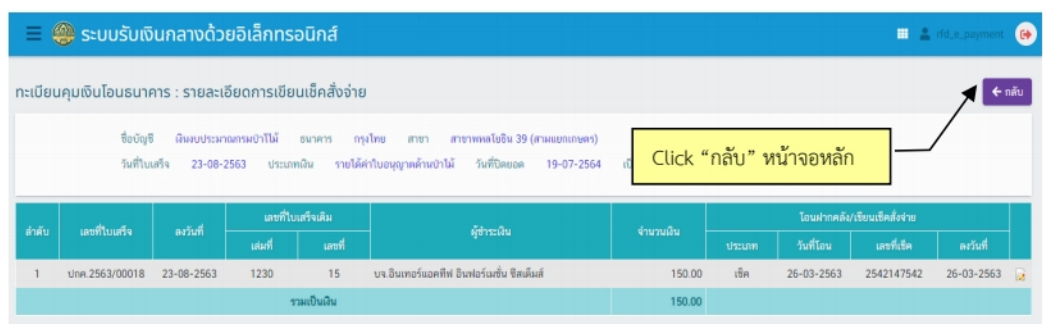 ระบบรับเงินกลางด้วยอิเล็กทรอนิกส์ rfd_e_payment
ทะเบียนคุมเงินโอนธนาคาร : รายละเอียดการเขียนเช็คสั่งจ่าย กลับ
ชื่อบัญชี เงินงบประมาณกรมป่าไม้ ธนาคาร กรุงไทย สาขา สาขาพหลโยธิน 39 (สามแยกเกษตร)
วันที่ใบเสร็จ 23-08-2563 ประเภทเงิน รายได้ค่าใบอนุญาตด้านป่าไม้ วันที่ปิดยอด 19-07-2564
Click “กลับ” หน้าจอหลัก
ลำดับ เลขที่ใบเสร็จ ลงวันที่ เลขที่ใบเสร็จเดิม ผู้ชำระเงิน จำนวนเงิน โอนฝากคลัง/เขียนเช็คสั่งจ่าย
เล่มที่ เลขที่ ประเภท วันที่โอน เลขที่เช็ค ลงวันที่
1 ปกค.2563/00018 23-08-2563 1230 15 บจ.อินเทอร์แอคทีฟ อินฟอร์เมชั่น ซิสเต็มส์ 150.00 เช็ค 26-03-2563 2542147542 26-03-2563
รวมเป็นเงิน 150.00